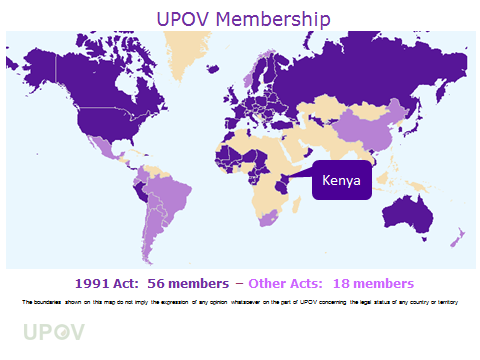 UPOV Membership
Kenya
1991 Act: 56 members – Other Acts: 18 members
The boundaries shown on this map do not imply the expression of any opinion whatsoever on the part of UPOV concerning the legal status of any country or territory
UPOV